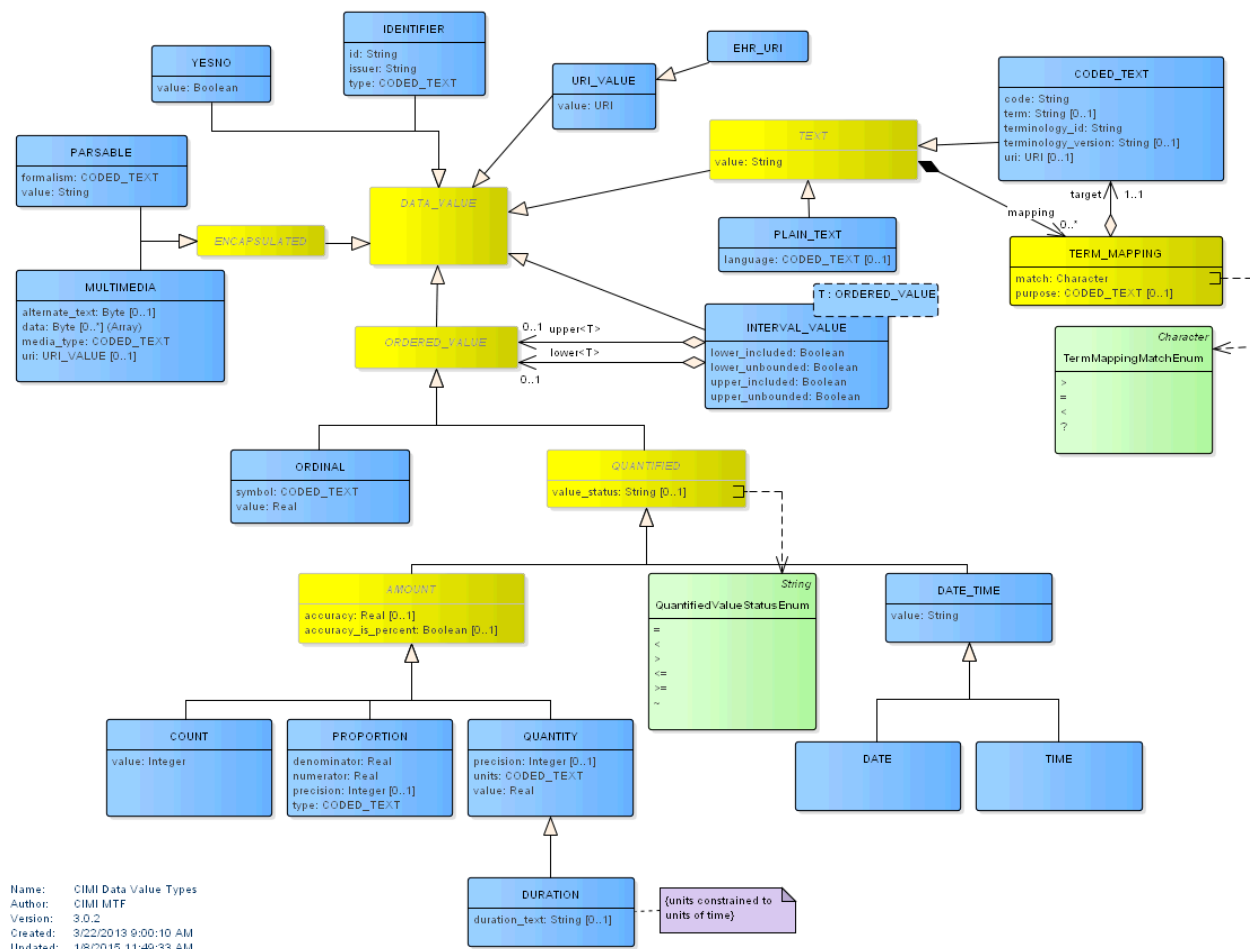 IDENTIFIER
id: String
issuer: String
type: CODED_TEXT
YESNO
value: Boolean
EHR_URI
URI_VALUE
value: URI
CODED_TEXT
code: String
term: String [0..1]
terminology_id: String
terminology_version: String [0..1]
uri: URI [0..1]
TEXT
value: String
PARSABLE
formalism: CODED_TEXT
value: String
DATA_VALUE
target
1..1
mapping
0..*
ENCAPSULATED
PLAIN_TEXT
language: CODED_TEXT [0..1]
TERM_MAPPING
match: Character
purpose: CODED_TEXT [0..1]
MULTIMEDIA
alternate_text: Byte [0..1]
data: Byte [0..*] (Array)
media_type: CODED_TEXT
uri: URI_VALUE [0..1]
T : ORDERED_VALUE
INTERVAL_VALUE
lower_included: Boolean
lower_unbounded: Boolean
upper_included: Boolean
upper_unbounded: Boolean
ORDERED_VALUE
0..1 upper<T>
lower<T>
0..1
Character
TermMappingMatchEnum
>
=
<
?
ORDINAL
symbol: CODED_TEXT
value: Real
QUANTIFIED
value_status: String [0..1]
AMOUNT
accuracy: Real [0..1]
accuracy_is_percent: Boolean [0..1]
String
QuantifiedValueStatusEnum
=
<
>
<=
>=
~
DATE_TIME
value: String
COUNT
value: Integer
PROPORTION
denominator: Real
numerator: Real
precision: Integer [0..1]
type: CODED_TEXT
QUANTITY
precision: Integer [0..1]
units: CODED_TEXT
value: Real
DATE
TIME
DURATION
duration_text: String [0..1]
{units constrained to
units of time}
Name: CIMI Data Value Types
Author: CIMI MTF
Version: 3.0.2
Created: 3/22/2013 9:00:10 AM
Updated: 1/8/2015 11:49:33 AM